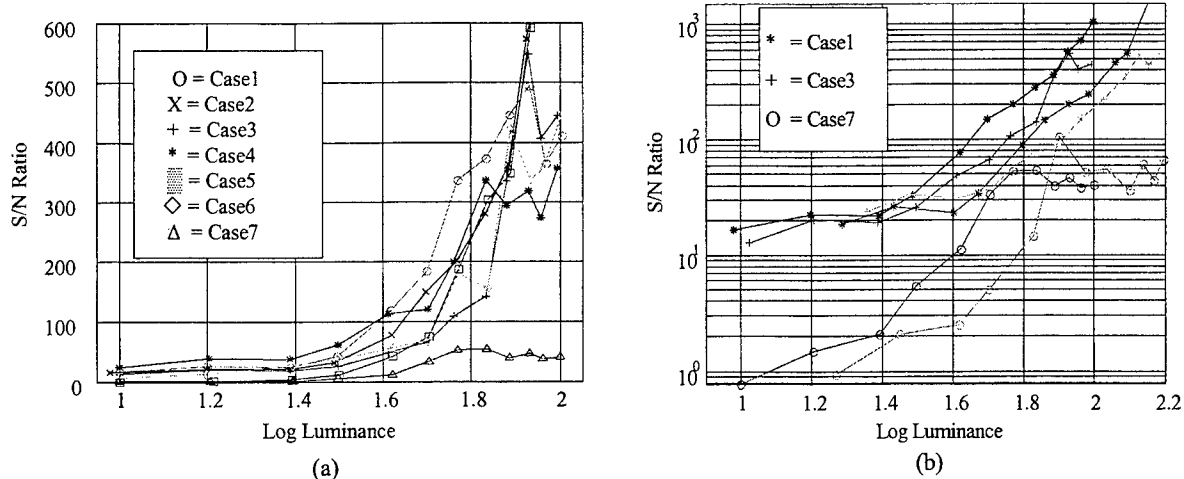 600
500
400
300
200
100
0
S/N Ratio
O = Case1
X = Case2
+ = Case3
* = Case4
= Case5
◇ = Case6
Δ = Case7
1
1.2
1.4
1.6
1.8
2
Log Luminance
(a)
10³
10²
10¹
10⁰
S/N Ratio
* = Case1
+ = Case3
O = Case7
1
1.2
1.4
1.6
1.8
2
2.2
Log Luminance
(b)